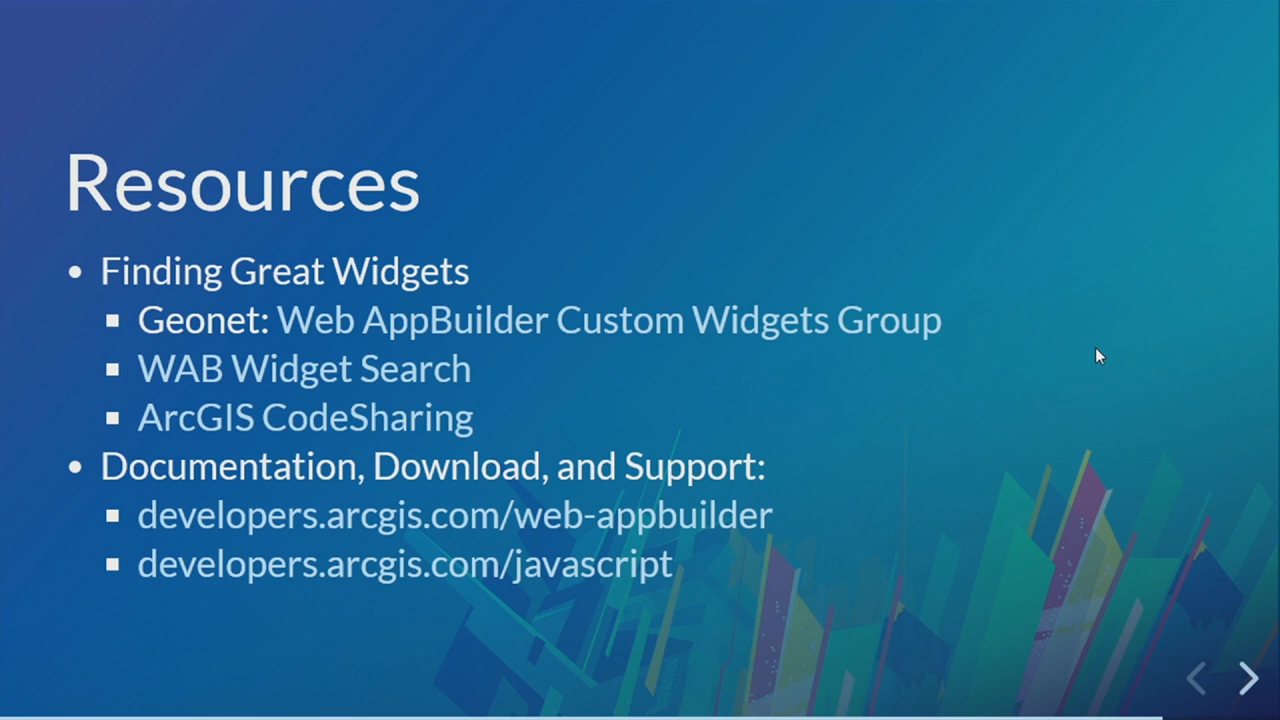 Resources
Finding Great Widgets
Geonet: Web AppBuilder Custom Widgets Group
WAB Widget Search
ArcGIS CodeSharing
Documentation, Download, and Support:
developers.arcgis.com/web-appbuilder
developers.arcgis.com/javascript